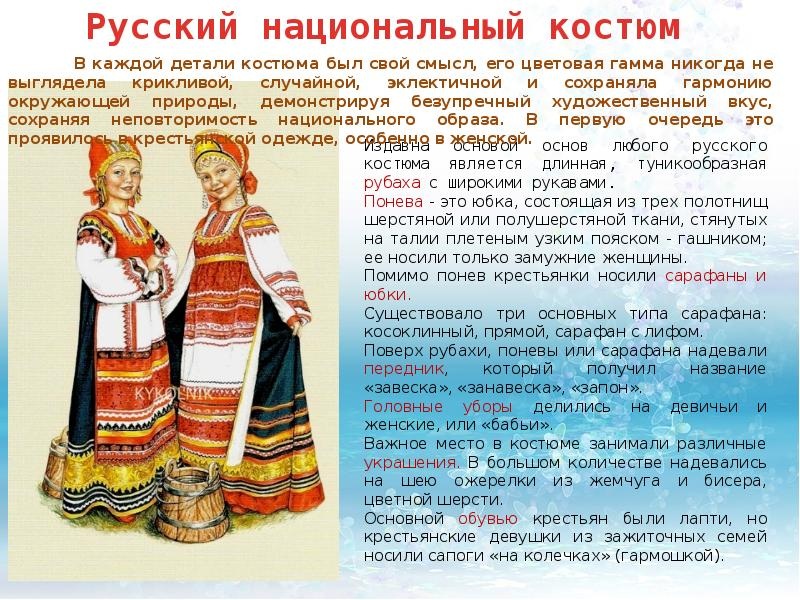 Русский национальный костюм
В каждой детали костюма был свой смысл, его цветовая гамма никогда не
выглядела крикливой, случайной, эклектичной и сохраняла гармонию
окружающей природы, демонстрируя безупречный художественный вкус,
сохраняя неповторимость национального образа. В первую очередь это
проявилось в крестьянской одежде, особенно в женской.
Издавна основой основ любого русского
костюма является длинная, туникообразная
рубаха с широкими рукавами.
Понева - это юбка, состоящая из трех полотнищ
шерстяной или полушерстяной ткани, стянутых
на талии плетеным узким пояском - гашником;
ее носили только замужние женщины.
Помимо понев крестьянки носили сарафаны и
юбки.
Существовало три основных типа сарафана:
косоклинный, прямой, сарафан с лифом.
Поверх рубахи, поневы или сарафана надевали
передник, который получил название
«завеска», «занавеска», «запон».
Головные уборы делились на девичьи и
женские, или «бабьи».
Важное место в костюме занимали различные
украшения. В большом количестве надевались
на шею ожерелки из жемчуга и бисера,
цветной шерсти.
Основной обувью крестьян были лапти, но
крестьянские девушки из зажиточных семей
носили сапоги «на колечках» (гармошкой).
KYKOLNIK